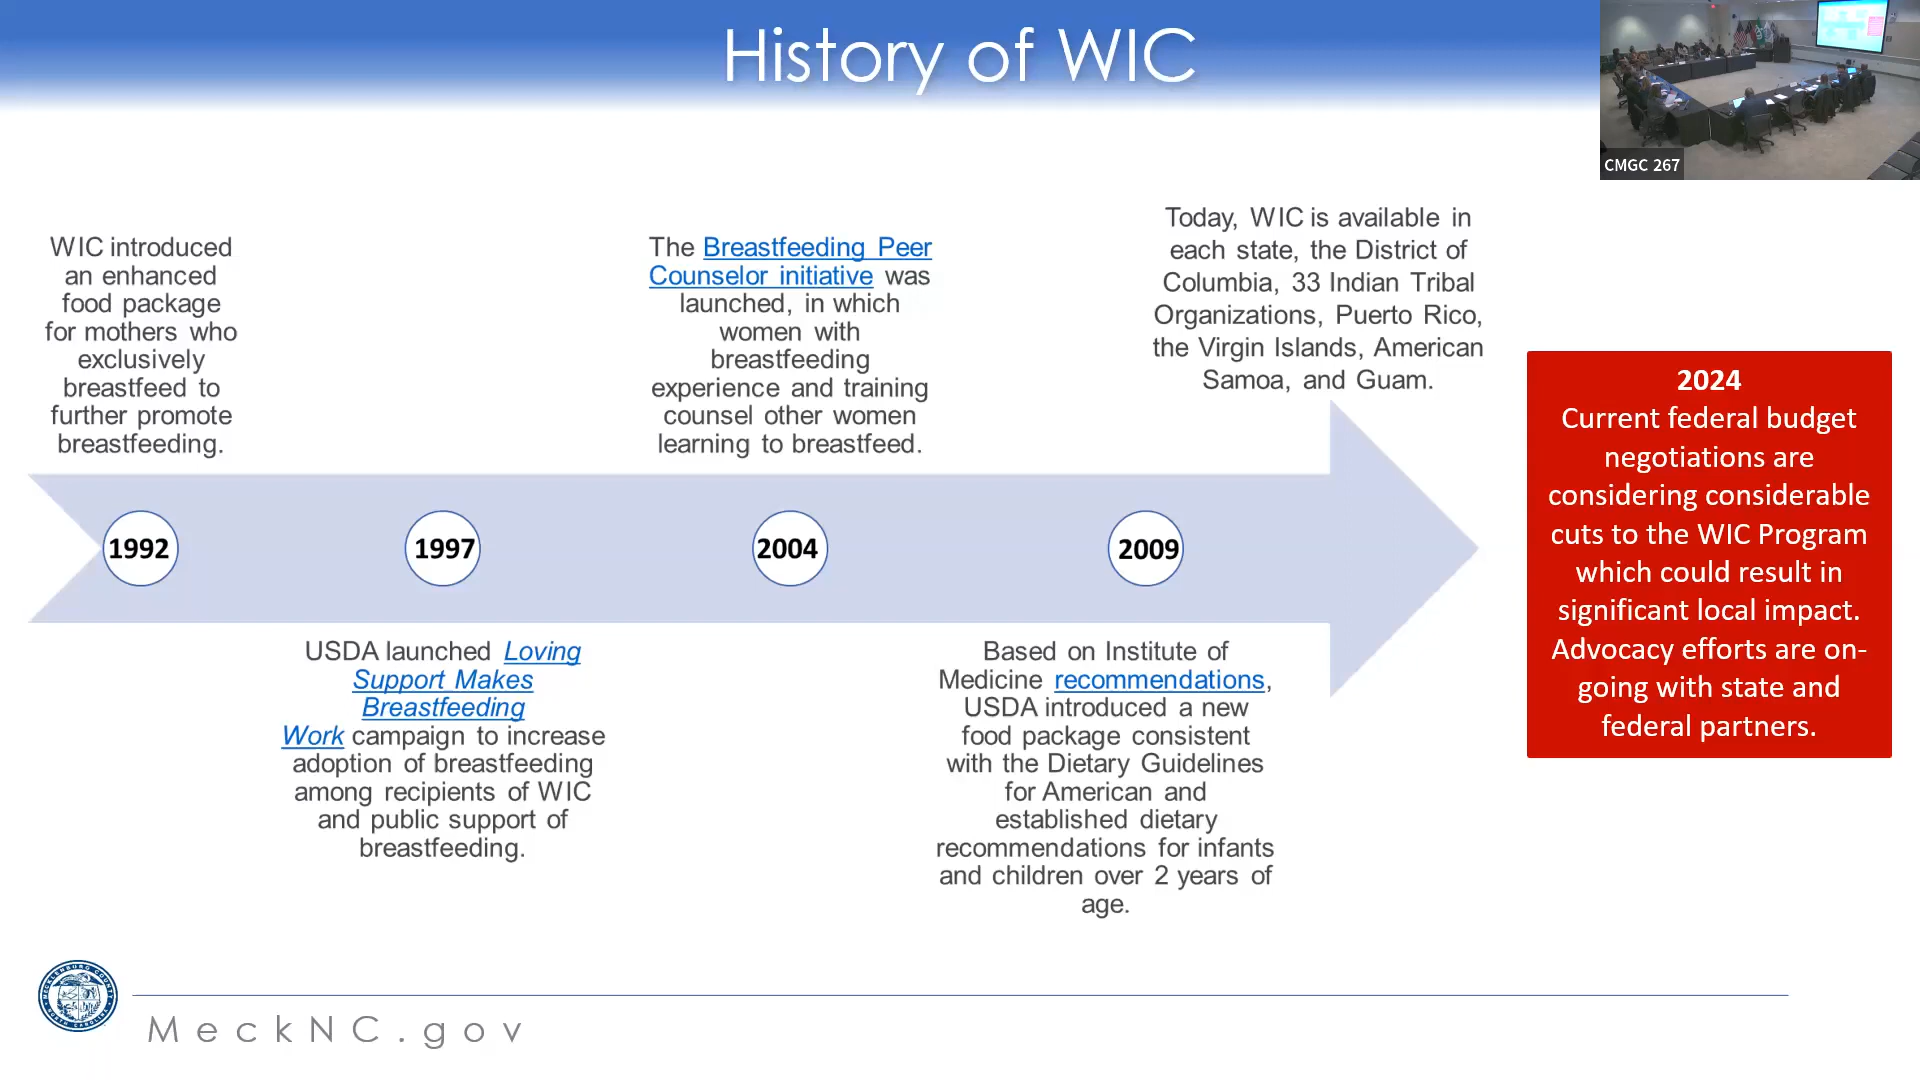 History of WIC
CMGC 267
WIC introduced
an enhanced
food package
for mothers who
exclusively
breastfeed to
further promote
breastfeeding.
The Breastfeeding Peer
Counselor initiative was
launched, in which
women with
breastfeeding
experience and training
counsel other women
learning to breastfeed.
Today, WIC is available in
each state, the District of
Columbia, 33 Indian Tribal
Organizations, Puerto Rico,
the Virgin Islands, American
Samoa, and Guam.
1992
1997
2004
2009
USDA launched Loving
Support Makes
Breastfeeding
Work campaign to increase
adoption of breastfeeding
among recipients of WIC
and public support of
breastfeeding.
Based on Institute of
Medicine recommendations,
USDA introduced a new
food package consistent
with the Dietary Guidelines
for American and
established dietary
recommendations for infants
and children over 2 years of
age.
2024
Current federal budget
negotiations are
considering considerable
cuts to the WIC Program
which could result in
significant local impact.
Advocacy efforts are on-
going with state and
federal partners.
MECKLENBURG COUNTY
NORTH CAROLINA
MeckNC.gov